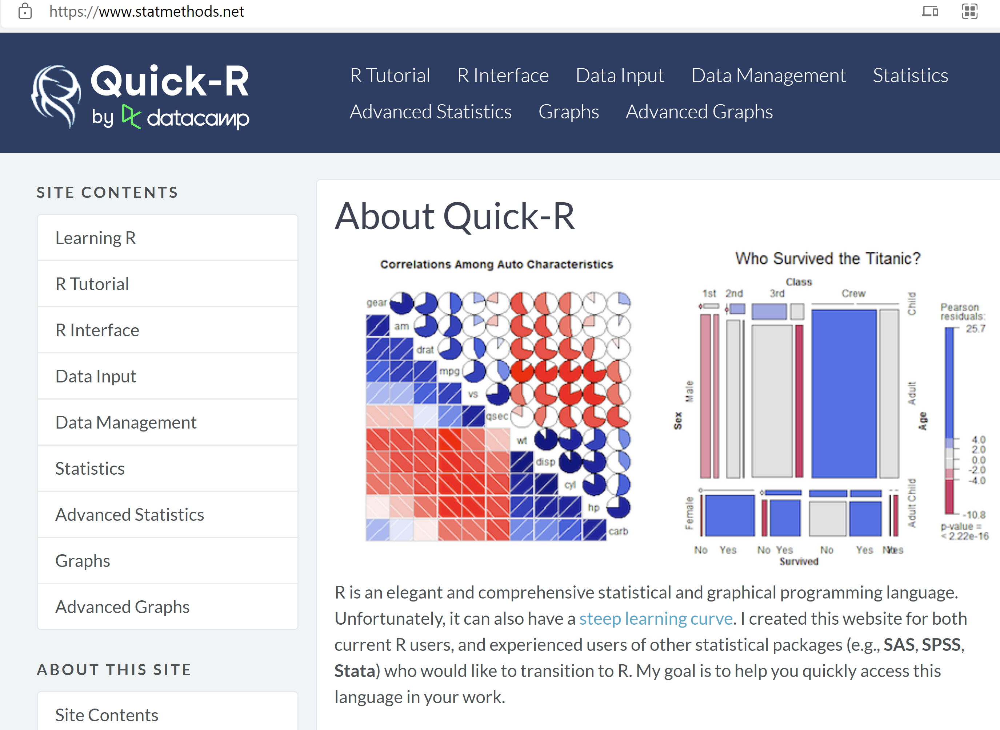 https://www.statmethods.net
Quick-R
by datacamp
R Tutorial R Interface Data Input Data Management Statistics
Advanced Statistics Graphs Advanced Graphs
SITE CONTENTS
Learning R
R Tutorial
R Interface
Data Input
Data Management
Statistics
Advanced Statistics
Graphs
Advanced Graphs
ABOUT THIS SITE
Site Contents
About Quick-R
Correlations Among Auto Characteristics
gear
am
drat
mpg
vs
qsec
wt
disp
cyl
hp
carb
Who Survived the Titanic?
Class
1st 2nd 3rd Crew
Child
Adult
Age
Adult Child
Male
Sex
Female
No Yes No Yes No Yes
Survived
Pearson
residuals:
25.7
4.0
2.0
0.0
-2.0
-4.0
-10.8
p-value =
< 2.22e-16
R is an elegant and comprehensive statistical and graphical programming language.
Unfortunately, it can also have a steep learning curve. I created this website for both
current R users, and experienced users of other statistical packages (e.g., SAS, SPSS,
Stata) who would like to transition to R. My goal is to help you quickly access this
language in your work.